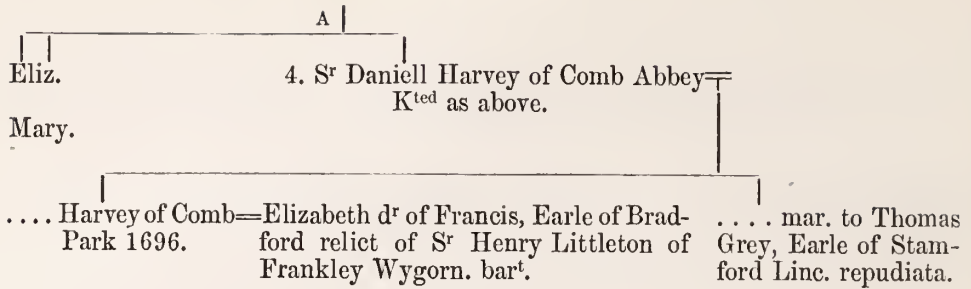 A
Eliz.
4. Sʳ Daniell Harvey of Comb Abbey=
Kᵗᵉᵈ as above.
Mary.
.... Harvey of Comb=Elizabeth dʳ of Francis, Earle of Brad-
Park 1696.
ford relict of Sʳ Henry Littleton of
Frankley Wygorn. barᵗ.
.... mar. to Thomas
Grey, Earle of Stam-
ford Linc. repudiata.